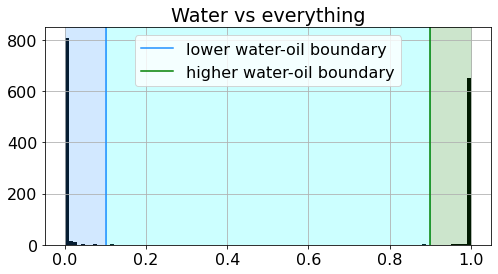 Water vs everything
lower water-oil boundary
higher water-oil boundary
800
600
400
200
0
0.0 0.2 0.4 0.6 0.8 1.0